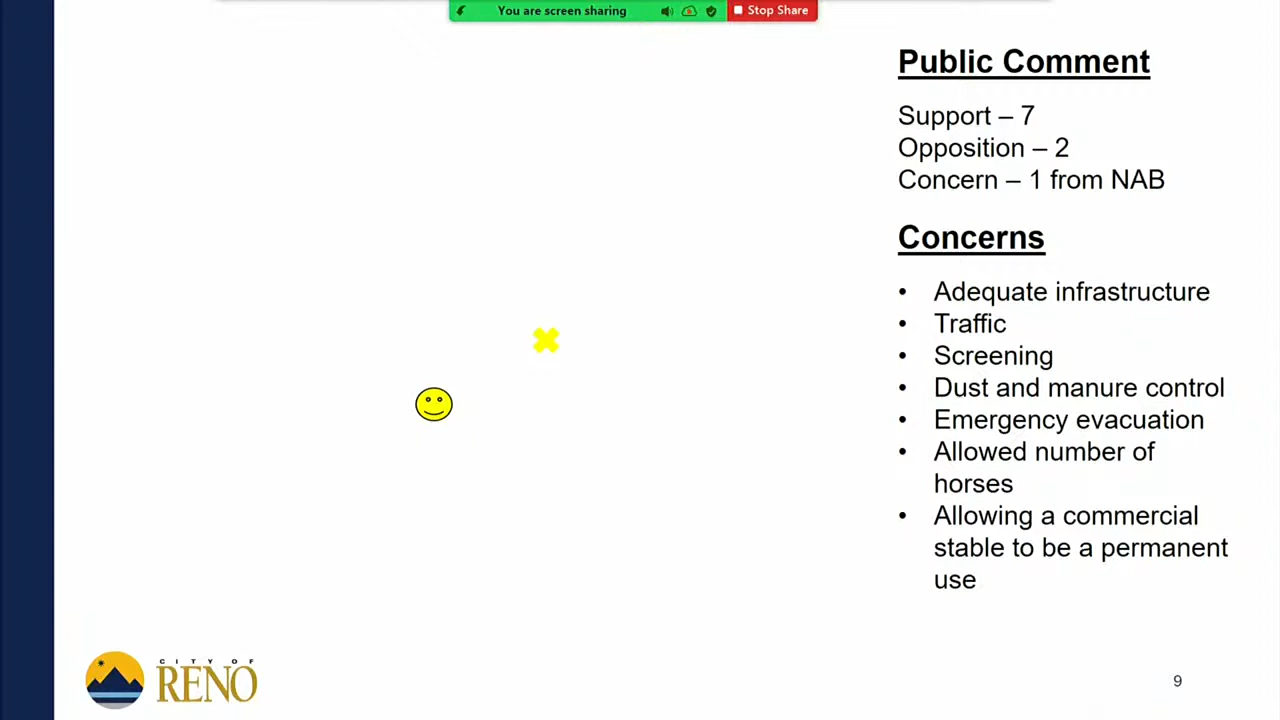 You are screen sharing
Stop Share
Public Comment
Support – 7
Opposition – 2
Concern – 1 from NAB
Concerns
• Adequate infrastructure
• Traffic
• Screening
• Dust and manure control
• Emergency evacuation
• Allowed number of
horses
• Allowing a commercial
stable to be a permanent
use
CITY OF
RENO
9